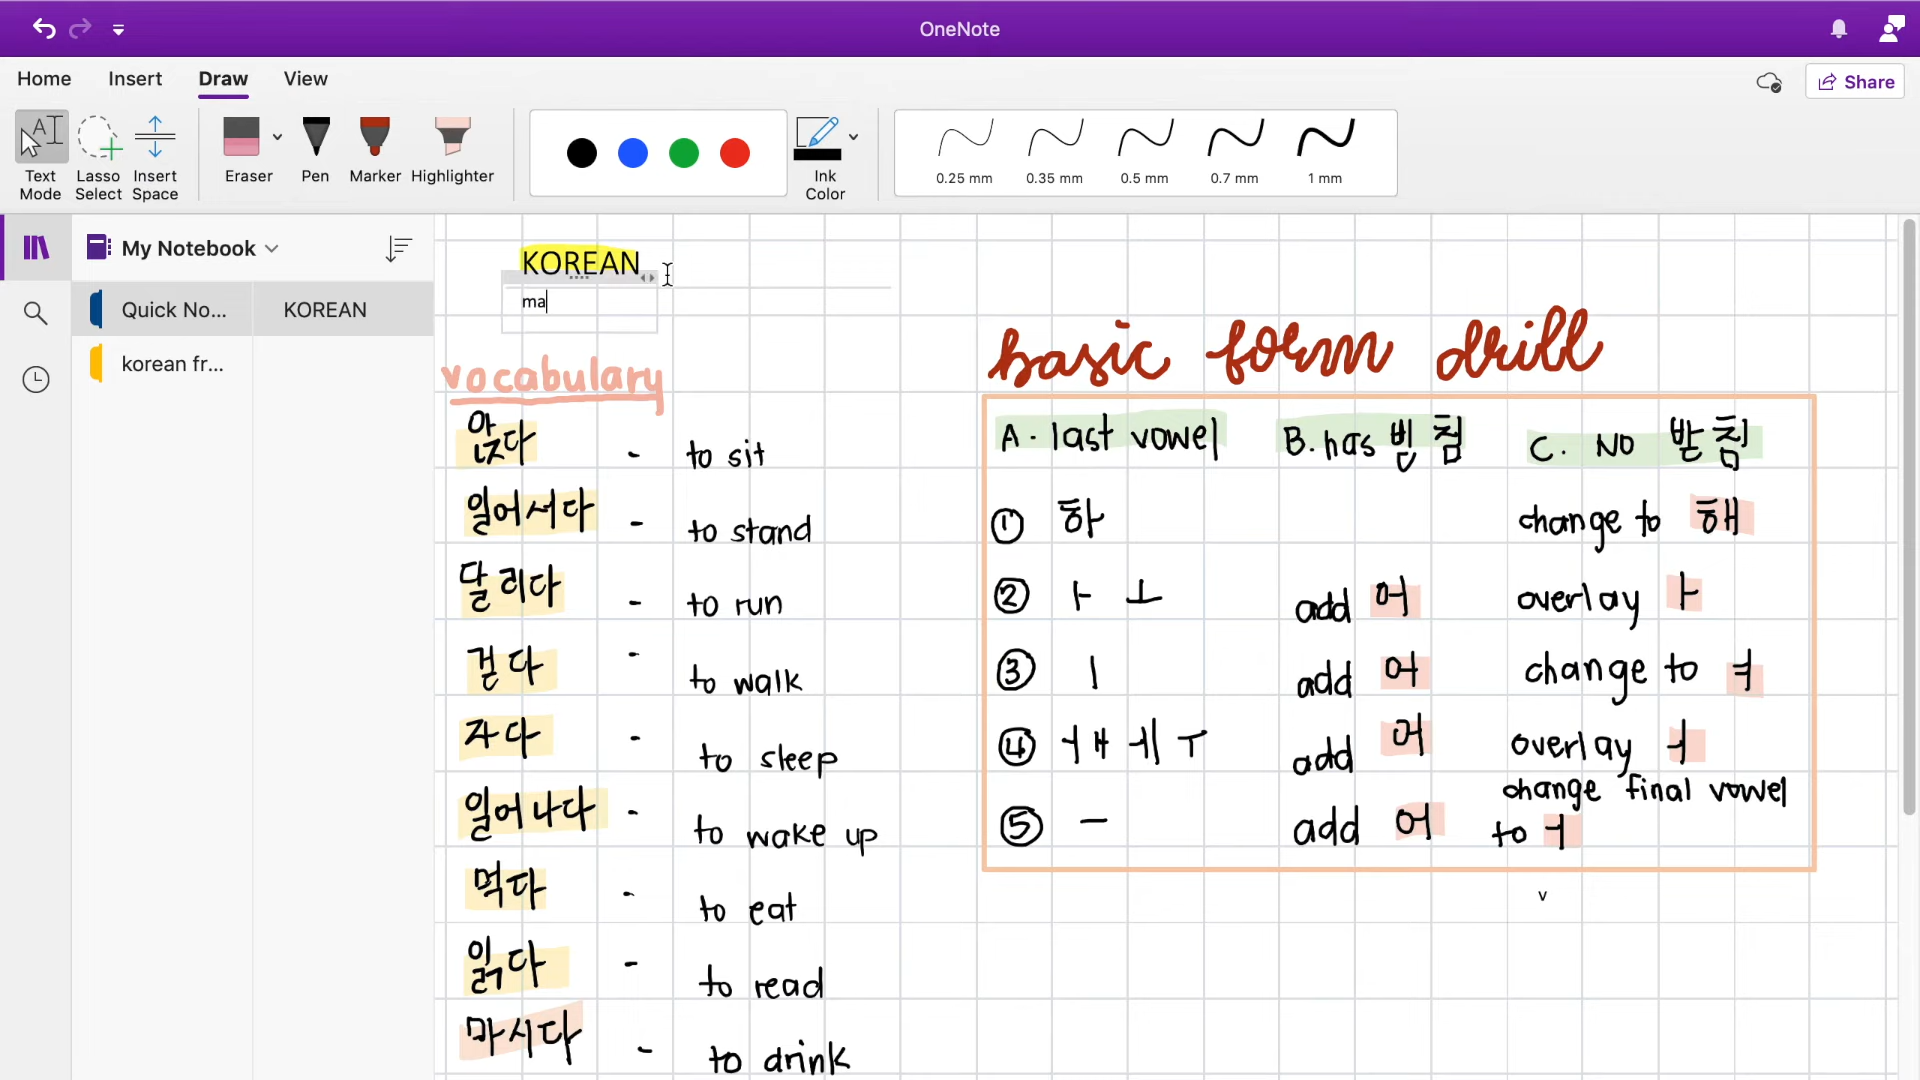 OneNote
Home Insert Draw View
Share
Text Mode
Lasso Select
Insert Space
Eraser
Pen
Marker
Highlighter
Ink Color
0.25 mm
0.35 mm
0.5 mm
0.7 mm
1 mm
My Notebook
Quick No...
korean fr...
KOREAN
KOREAN
ma
vocabulary
앉다 - to sit
일어서다 - to stand
달리다 - to run
걷다 - to walk
자다 - to sleep
일어나다 - to wake up
먹다 - to eat
읽다 - to read
마시다 - to drink
basic form drill
A. last vowel B. has 받침 C. NO 받침
① 하 change to 해
② ㅏ ㅗ add 어 overlay ㅏ
③ ㅣ add 어 change to ㅕ
④ ㅓ ㅐ ㅔ ㅜ add 어 overlay ㅓ
⑤ ㅡ add 어 change final vowel
to ㅓ
v